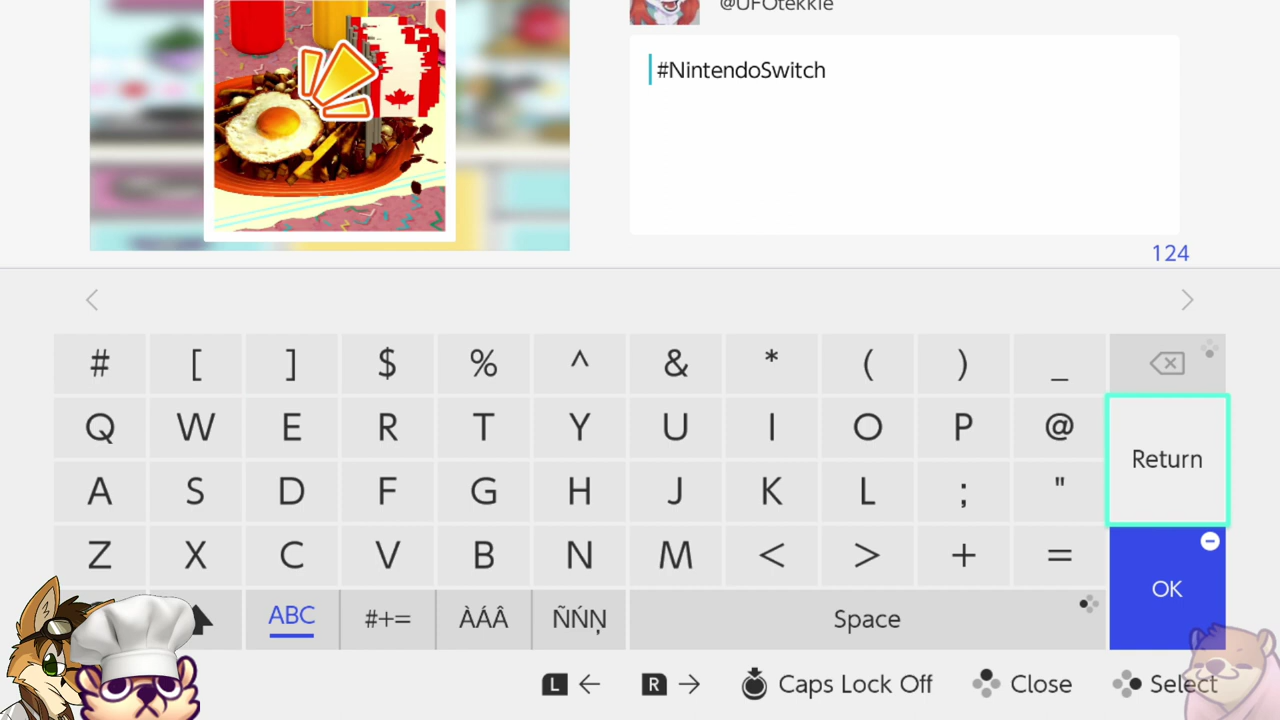 @UFOtekkie
#NintendoSwitch
124
# [ ] $ % ^ & * ( ) _
Q W E R T Y U I O P @
Return
A S D F G H J K L ; "
Z X C V B N M < > + =
OK
ABC #+= ÀÁÂ ÑŃŅ Space
L ← R → Caps Lock Off Close Select